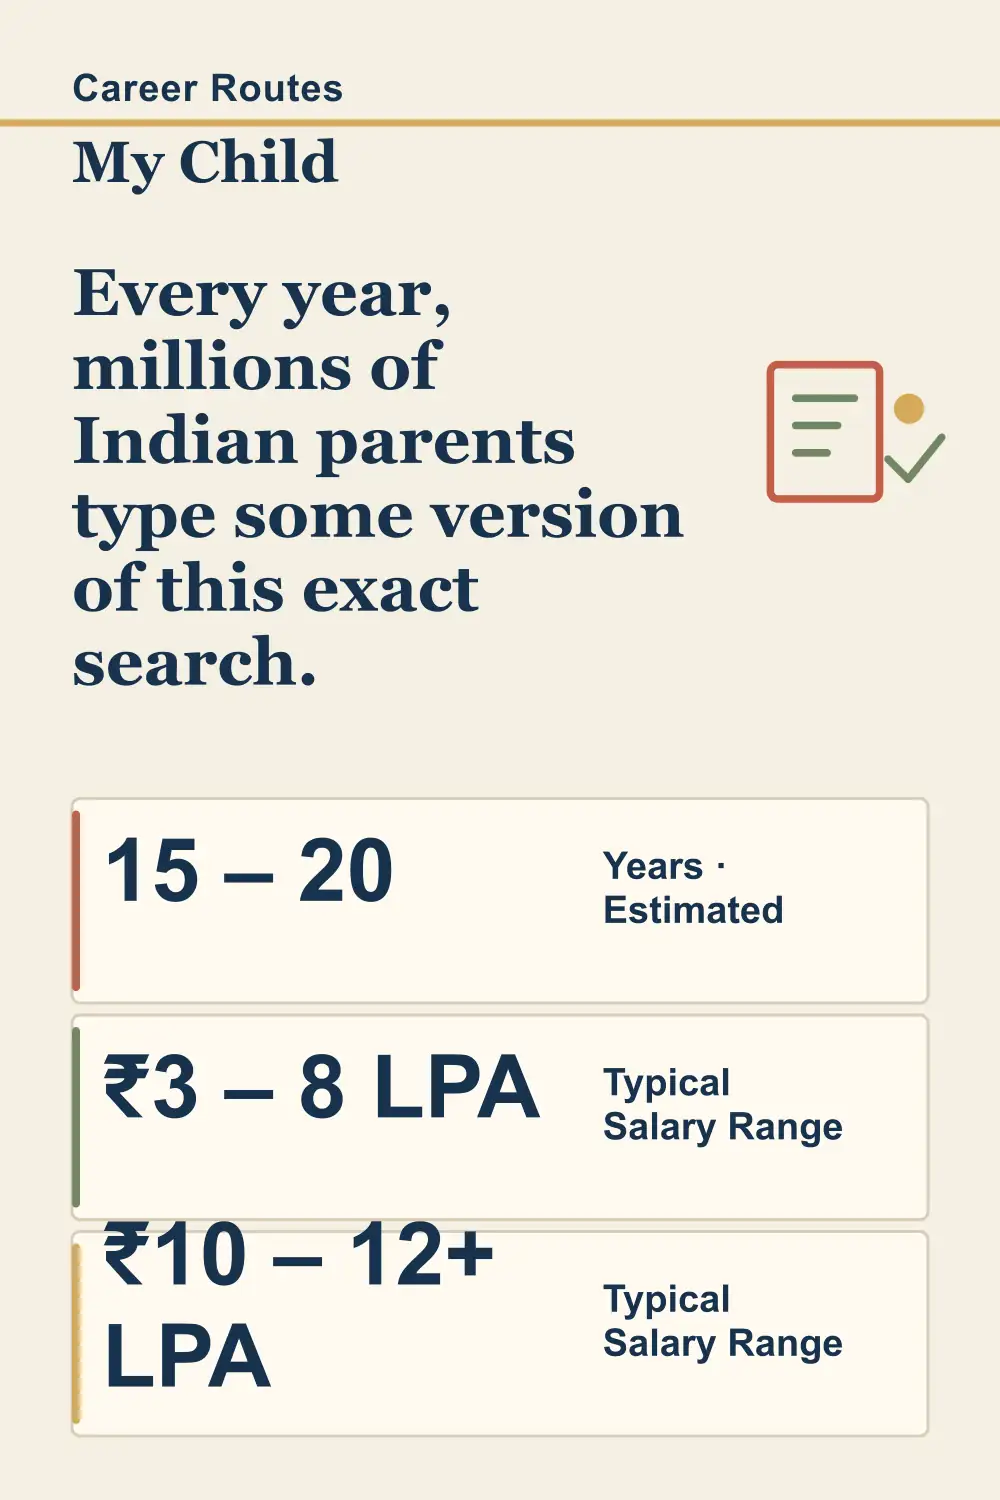 Career Routes
My Child
Every year,
millions of
Indian parents
type some version
of this exact
search.
15 – 20
Years ·
Estimated
₹3 – 8 LPA
Typical
Salary Range
₹10 – 12+
LPA
Typical
Salary Range